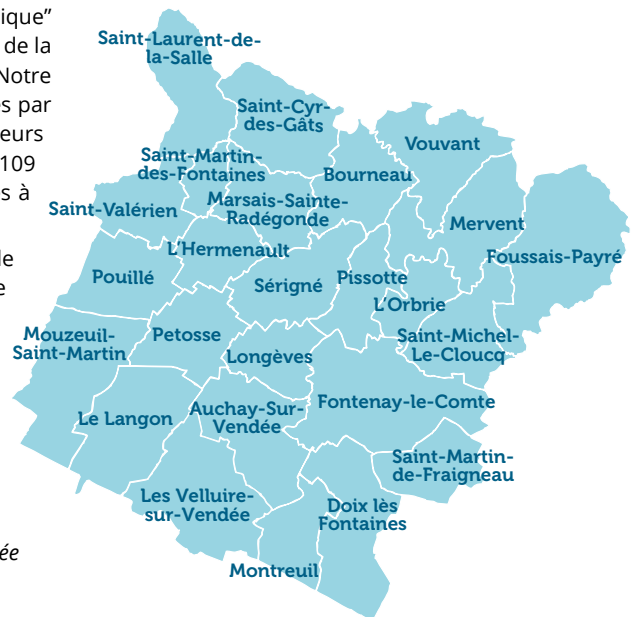 ique”
de la
Notre
s par
eurs
109
s à
le
e
ée
Saint-Laurent-de-
la-Salle
Saint-Cyr-
des-Gâts
Vouvant
Saint-Martin-
des-Fontaines
Bourneau
Marsais-Sainte-
Radégonde
Saint-Valérien
Mervent
L’Hermenault
Foussais-Payré
Pouillé
Sérigné
Pissotte
L’Orbrie
Mouzeuil-
Saint-Martin
Petosse
Longèves
Saint-Michel-
Le-Cloucq
Le Langon
Auchay-Sur-
Vendée
Fontenay-le-Comte
Saint-Martin-
de-Fraigneau
Les Velluire-
sur-Vendée
Doix lès
Fontaines
Montreuil